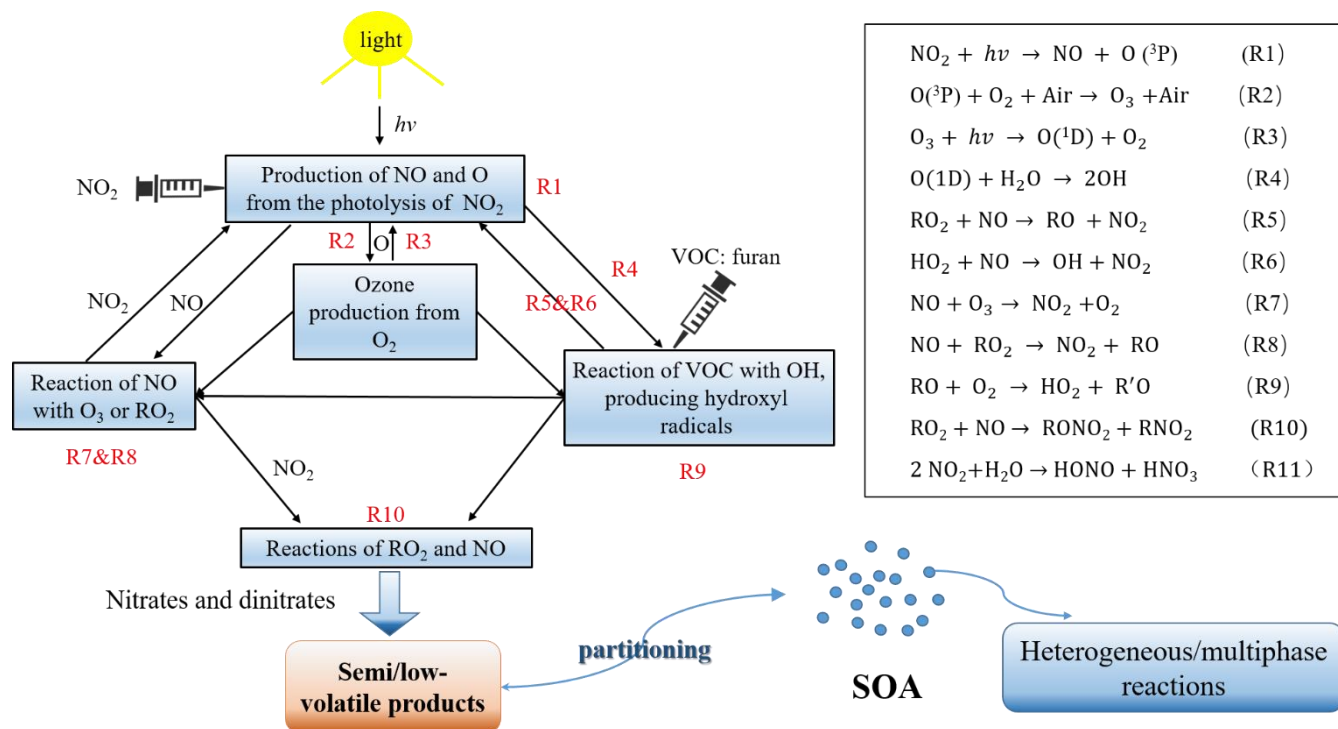 light
hν
NO₂
Production of NO and O
from the photolysis of NO₂
R1
R2
O
R3
R4
VOC: furan
NO₂
NO
Ozone
production from
O₂
R5&R6
Reaction of NO
with O₃ or RO₂
Reaction of VOC with OH,
producing hydroxyl
radicals
R7&R8
NO₂
R9
R10
Reactions of RO₂ and NO
Nitrates and dinitrates
Semi/low-
volatile products
partitioning
SOA
Heterogeneous/multiphase
reactions
NO₂ + hν → NO + O (³P) (R1)
O(³P) + O₂ + Air → O₃ +Air (R2)
O₃ + hν → O(¹D) + O₂ (R3)
O(1D) + H₂O → 2OH (R4)
RO₂ + NO → RO + NO₂ (R5)
HO₂ + NO → OH + NO₂ (R6)
NO + O₃ → NO₂ +O₂ (R7)
NO + RO₂ → NO₂ + RO (R8)
RO + O₂ → HO₂ + R′O (R9)
RO₂ + NO → RONO₂ + RNO₂ (R10)
2 NO₂+H₂O → HONO + HNO₃ (R11)